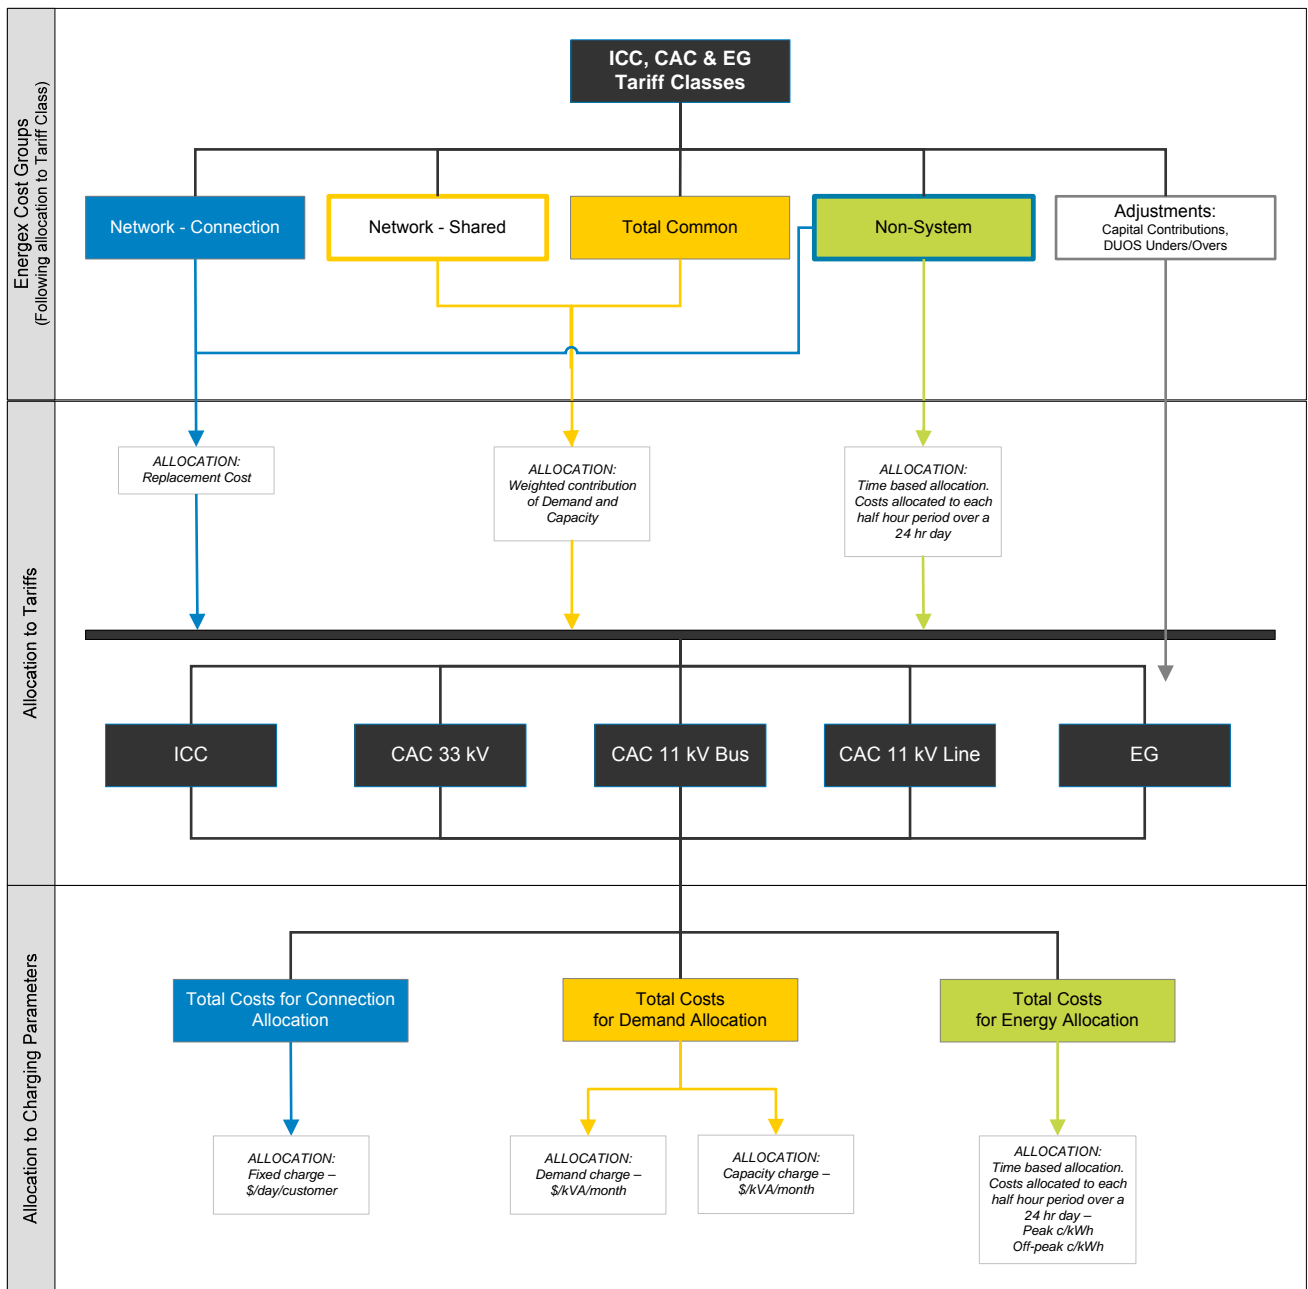 ICC, CAC & EG
Tariff Classes
Energex Cost Groups
(Following allocation to Tariff Class)
Network - Connection
Network - Shared
Total Common
Non-System
Adjustments:
Capital Contributions,
DUOS Unders/Overs
Allocation to Tariffs
ALLOCATION:
Replacement Cost
ALLOCATION:
Weighted contribution
of Demand and
Capacity
ALLOCATION:
Time based allocation.
Costs allocated to each
half hour period over a
24 hr day
ICC
CAC 33 kV
CAC 11 kV Bus
CAC 11 kV Line
EG
Allocation to Charging Parameters
Total Costs for Connection
Allocation
Total Costs
for Demand Allocation
Total Costs
for Energy Allocation
ALLOCATION:
Fixed charge –
$/day/customer
ALLOCATION:
Demand charge –
$/kVA/month
ALLOCATION:
Capacity charge –
$/kVA/month
ALLOCATION:
Time based allocation.
Costs allocated to each
half hour period over a
24 hr day –
Peak c/kWh
Off-peak c/kWh